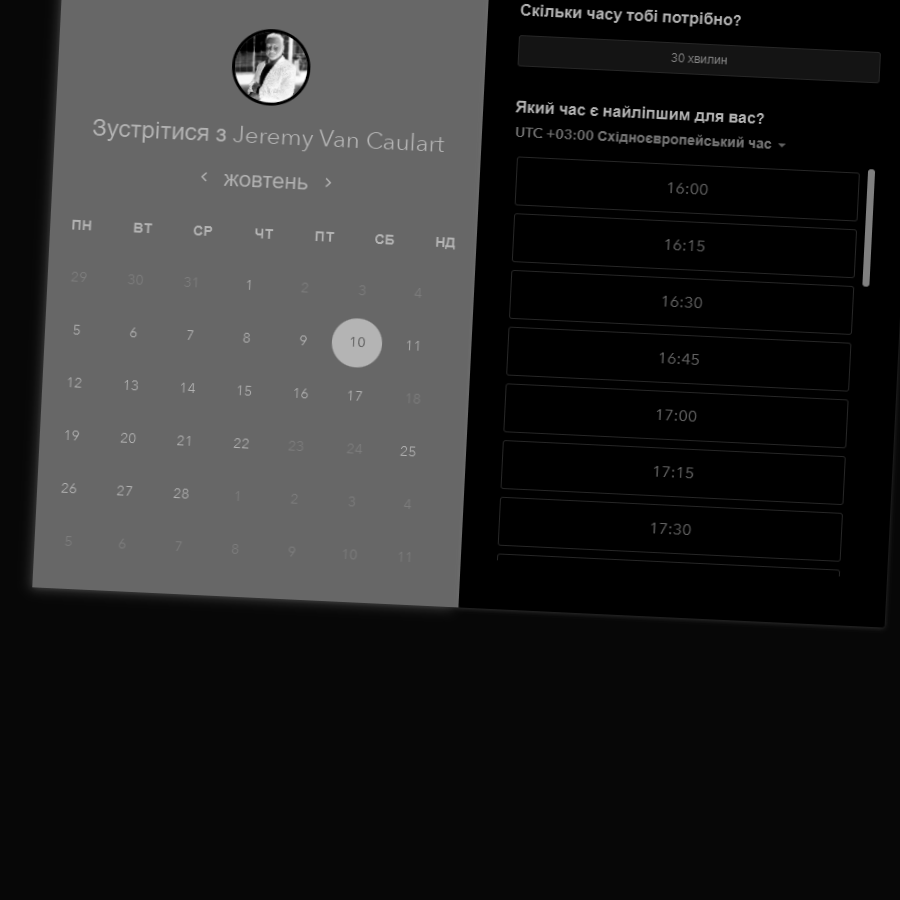 Зустрітися з Jeremy Van Caulart
жовтень
ПН ВТ СР ЧТ ПТ СБ НД
29 30 31 1 2 3 4
5 6 7 8 9 10 11
12 13 14 15 16 17 18
19 20 21 22 23 24 25
26 27 28 1 2 3 4
5 6 7 8 9 10 11
Скільки часу тобі потрібно?
30 хвилин
Який час є найліпшим для вас?
UTC +03:00 Східноєвропейський час
16:00
16:15
16:30
16:45
17:00
17:15
17:30